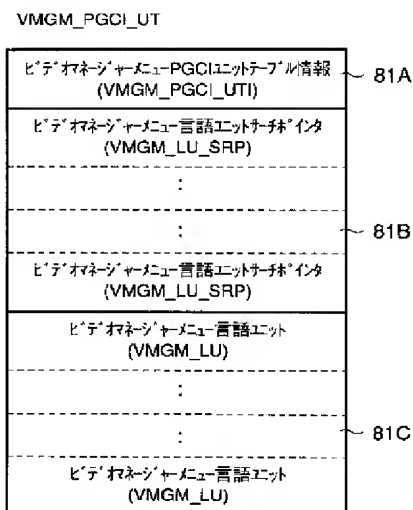 VMGM_PGCI_UT
ﾋﾞﾃﾞｵﾏﾈｰｼﾞｬｰﾒﾆｭｰPGCIﾕﾆｯﾄﾃｰﾌﾞﾙ情報
(VMGM_PGCI_UTI)
81A
ﾋﾞﾃﾞｵﾏﾈｰｼﾞｬｰﾒﾆｭｰ言語ﾕﾆｯﾄｻｰﾁﾎﾟｲﾝﾀ
(VMGM_LU_SRP)
:
:
81B
ﾋﾞﾃﾞｵﾏﾈｰｼﾞｬｰﾒﾆｭｰ言語ﾕﾆｯﾄｻｰﾁﾎﾟｲﾝﾀ
(VMGM_LU_SRP)
ﾋﾞﾃﾞｵﾏﾈｰｼﾞｬｰﾒﾆｭｰ言語ﾕﾆｯﾄ
(VMGM_LU)
:
:
81C
ﾋﾞﾃﾞｵﾏﾈｰｼﾞｬｰﾒﾆｭｰ言語ﾕﾆｯﾄ
(VMGM_LU)